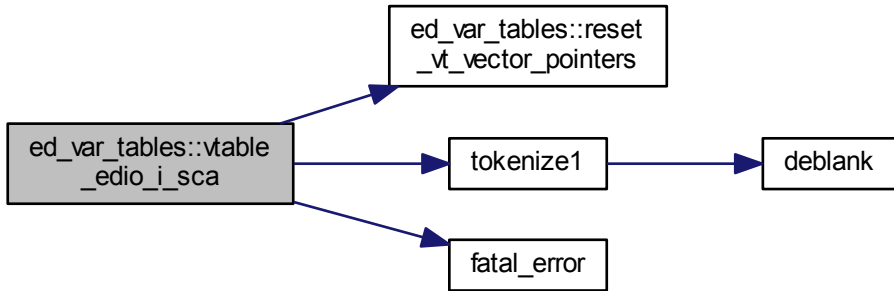 ed_var_tables::reset
_vt_vector_pointers
ed_var_tables::vtable
_edio_i_sca
tokenize1
deblank
fatal_error